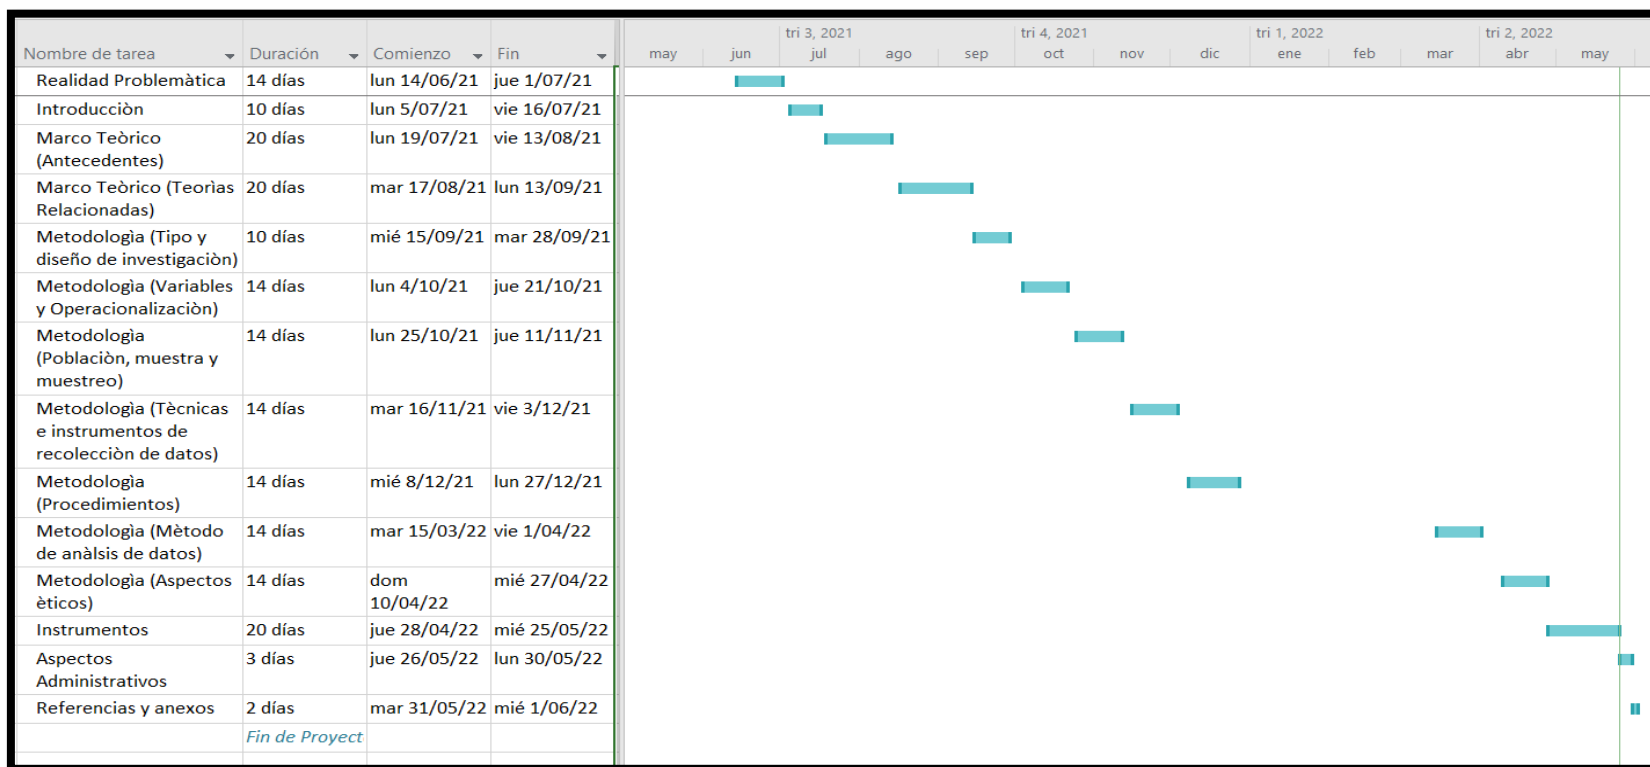 tri 3, 2021 tri 4, 2021 tri 1, 2022 tri 2, 2022
Nombre de tarea Duración Comienzo Fin may jun jul ago sep oct nov dic ene feb mar abr may
Realidad Problemàtica 14 días lun 14/06/21 jue 1/07/21
Introducciòn 10 días lun 5/07/21 vie 16/07/21
Marco Teòrico 20 días lun 19/07/21 vie 13/08/21
(Antecedentes)
Marco Teòrico (Teorìas 20 días mar 17/08/21 lun 13/09/21
Relacionadas)
Metodologìa (Tipo y 10 días mié 15/09/21 mar 28/09/21
diseño de investigaciòn)
Metodologìa (Variables 14 días lun 4/10/21 jue 21/10/21
y Operacionalizaciòn)
Metodologìa 14 días lun 25/10/21 jue 11/11/21
(Poblaciòn, muestra y
muestreo)
Metodologìa (Tècnicas 14 días mar 16/11/21 vie 3/12/21
e instrumentos de
recolecciòn de datos)
Metodologìa 14 días mié 8/12/21 lun 27/12/21
(Procedimientos)
Metodologìa (Mètodo 14 días mar 15/03/22 vie 1/04/22
de anàlsis de datos)
Metodologìa (Aspectos 14 días dom mié 27/04/22
èticos) 10/04/22
Instrumentos 20 días jue 28/04/22 mié 25/05/22
Aspectos 3 días jue 26/05/22 lun 30/05/22
Administrativos
Referencias y anexos 2 días mar 31/05/22 mié 1/06/22
Fin de Proyect